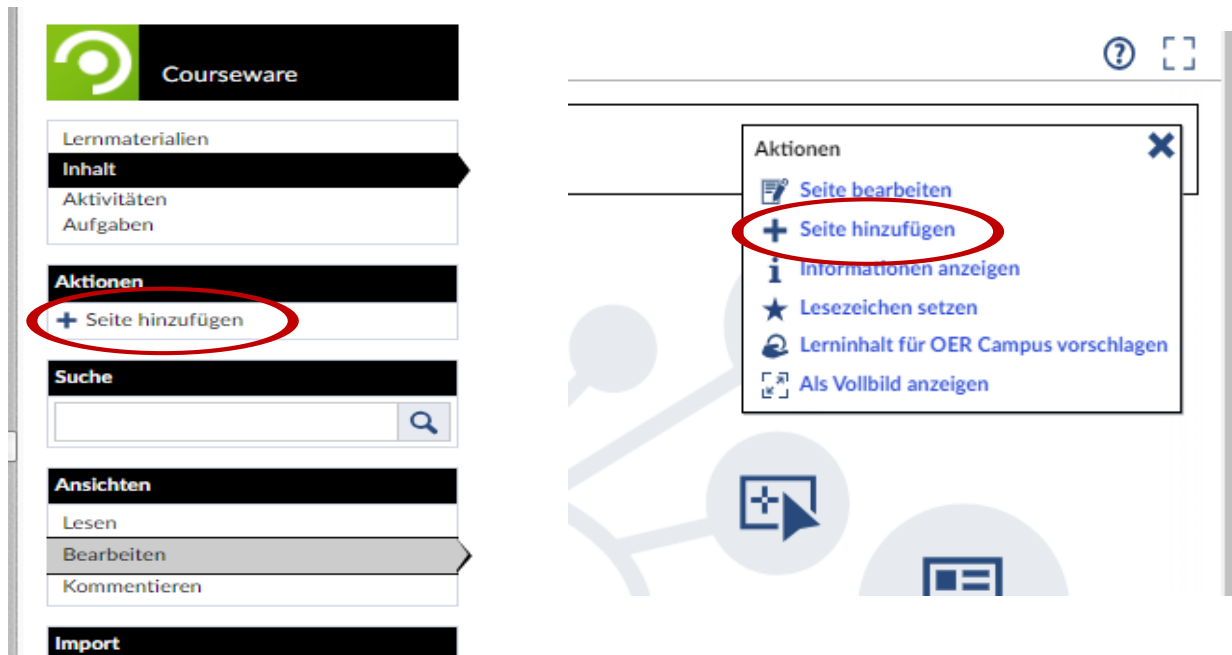 Courseware
Lernmaterialien
Inhalt
Aktivitäten
Aufgaben
Aktionen
Seite hinzufügen
Suche
Ansichten
Lesen
Bearbeiten
Kommentieren
Import
Aktionen
Seite bearbeiten
Seite hinzufügen
Informationen anzeigen
Lesezeichen setzen
Lerninhalt für OER Campus vorschlagen
Als Vollbild anzeigen